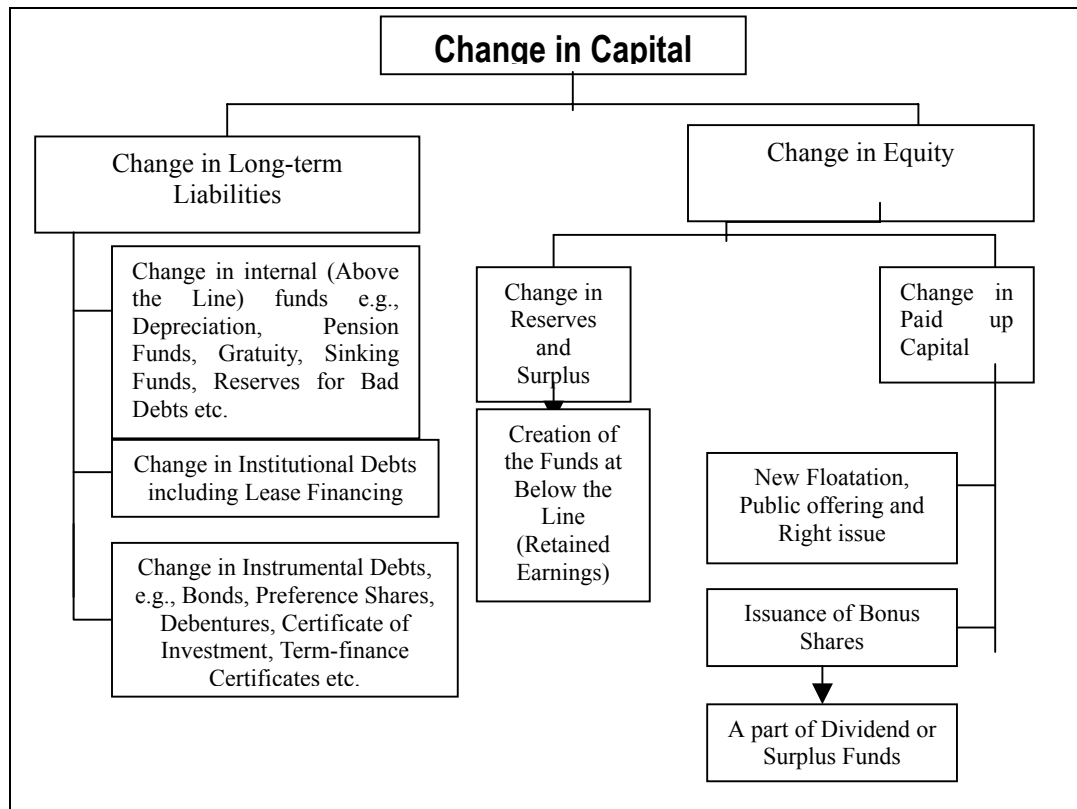 Change in Capital
Change in Long-term
Liabilities
Change in internal (Above
the Line) funds e.g.,
Depreciation, Pension
Funds, Gratuity, Sinking
Funds, Reserves for Bad
Debts etc.
Change in Institutional Debts
including Lease Financing
Change in Instrumental Debts,
e.g., Bonds, Preference Shares,
Debentures, Certificate of
Investment, Term-finance
Certificates etc.
Change in Equity
Change in
Reserves
and
Surplus
Creation of
the Funds at
Below the
Line
(Retained
Earnings)
Change in
Paid up
Capital
New Floatation,
Public offering and
Right issue
Issuance of Bonus
Shares
A part of Dividend or
Surplus Funds